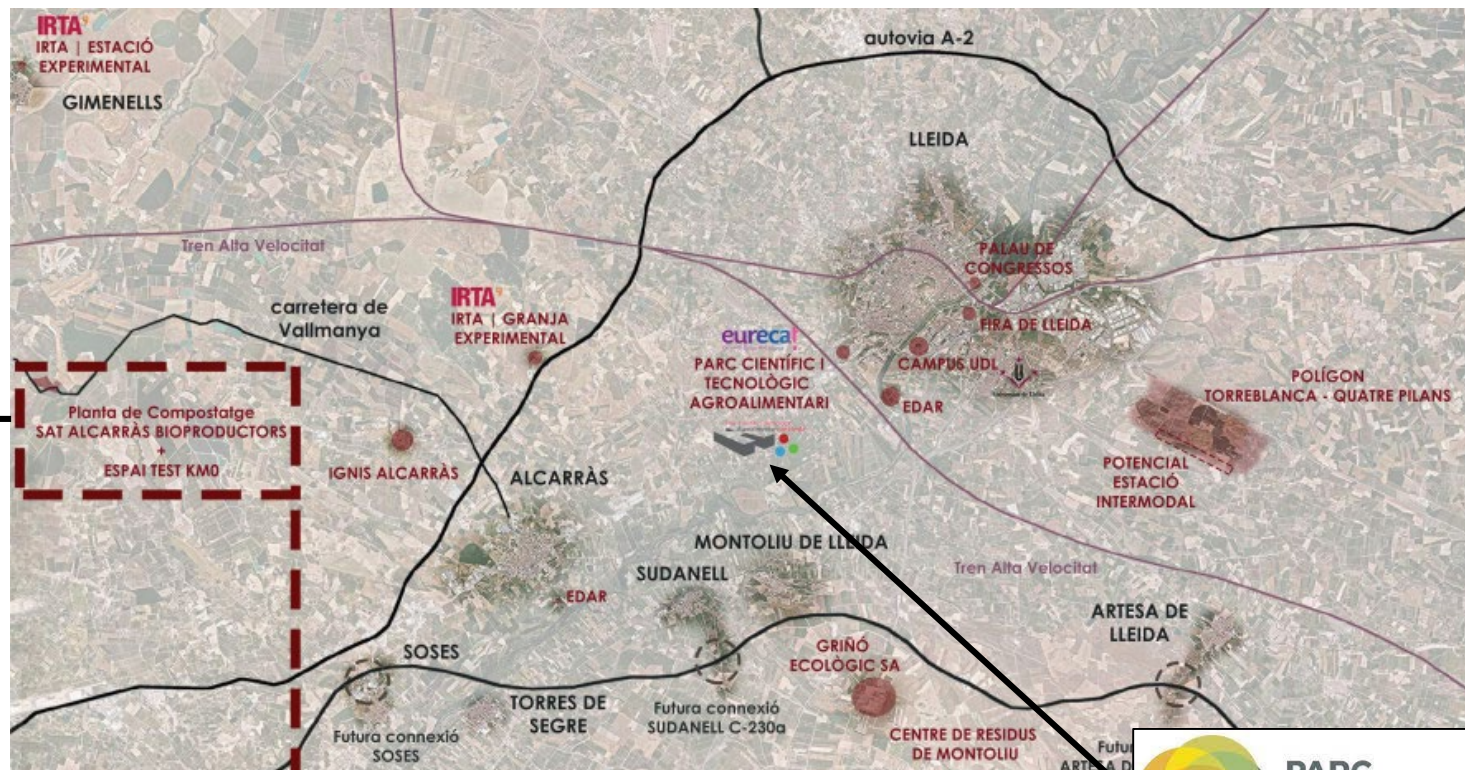 IRTA
IRTA | ESTACIÓ
EXPERIMENTAL
GIMENELLS
autovia A-2
LLEIDA
Tren Alta Velocitat
PALAU DE
CONGRESSOS
carretera de
Vallmanya
IRTA
IRTA | GRANJA
EXPERIMENTAL
FIRA DE LLEIDA
eurecat
PARC CIENTÍFIC I
TECNOLÒGIC
AGROALIMENTARI
CAMPUS UDL
EDAR
POLÍGON
TORREBLANCA - QUATRE PILANS
Planta de Compostatge
SAT ALCARRÀS BIOPRODUCTORS
+
ESPAI TEST KM0
IGNIS ALCARRÀS
ALCARRÀS
POTENCIAL
ESTACIÓ
INTERMODAL
MONTOLIU DE LLEIDA
SUDANELL
Tren Alta Velocitat
EDAR
ARTESA DE
LLEIDA
SOSES
GRIÑÓ
ECOLÒGIC SA
TORRES DE
SEGRE
Futura connexió
SUDANELL C-230a
Futura connexió
SOSES
CENTRE DE RESIDUS
DE MONTOLIU
PARC